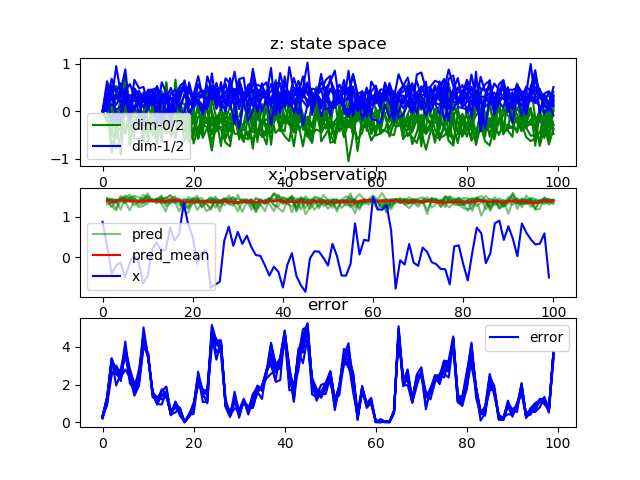 z: state space
1
0
−1
dim-0/2
dim-1/2
0 20 40 60 80 100
x: observation
1
0
pred
pred_mean
x
0 20 40 60 80 100
error
4
2
0
error
0 20 40 60 80 100